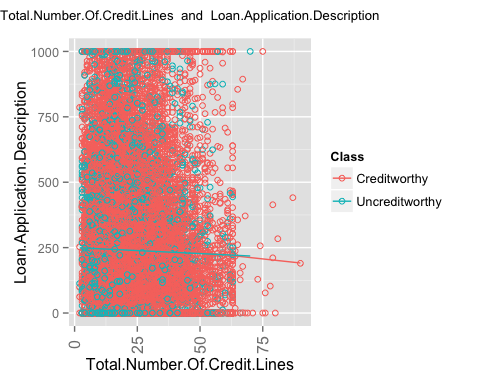 Total.Number.Of.Credit.Lines and Loan.Application.Description
1000
750
500
250
0
Loan.Application.Description
0
25
50
75
Total.Number.Of.Credit.Lines
Class
Creditworthy
Uncreditworthy